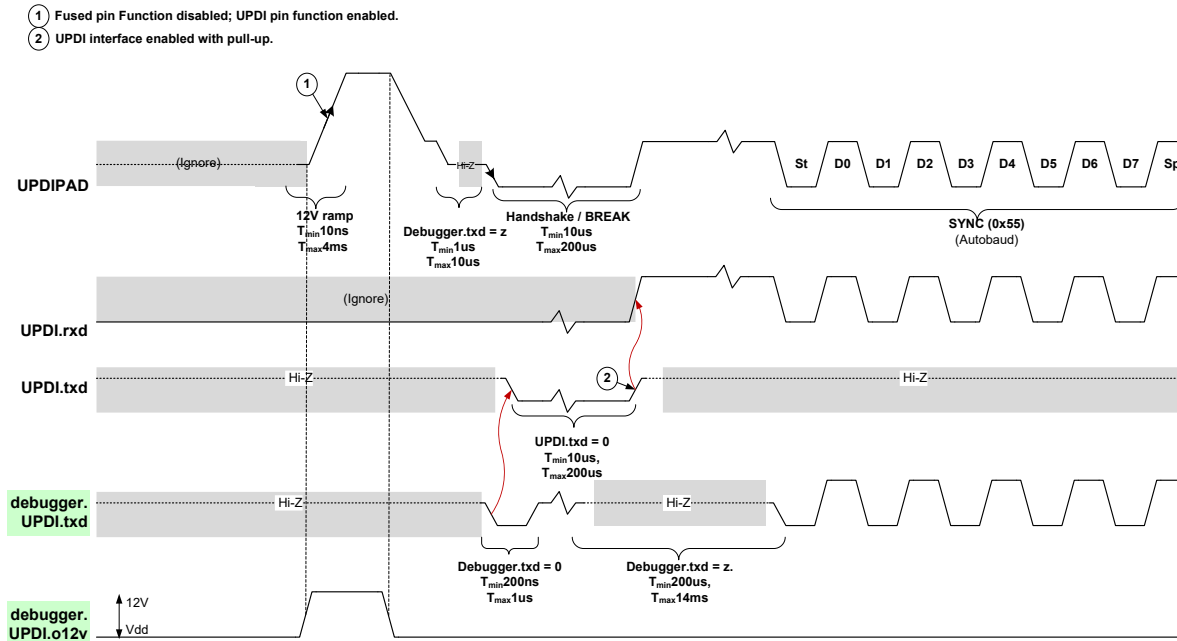 1 Fused pin Function disabled; UPDI pin function enabled.
2 UPDI interface enabled with pull-up.
1
(Ignore)
Hi-Z
St D0 D1 D2 D3 D4 D5 D6 D7 Sp
UPDIPAD
12V ramp
Tmin10ns
Tmax4ms
Debugger.txd = z
Tmin1us
Tmax10us
Handshake / BREAK
Tmin10us
Tmax200us
SYNC (0x55)
(Autobaud)
(Ignore)
UPDI.rxd
Hi-Z
2
Hi-Z
UPDI.txd
UPDI.txd = 0
Tmin10us,
Tmax200us
Hi-Z
Hi-Z
debugger.
UPDI.txd
Debugger.txd = 0
Tmin200ns
Tmax1us
Debugger.txd = z.
Tmin200us,
Tmax14ms
12V
Vdd
debugger.
UPDI.o12v